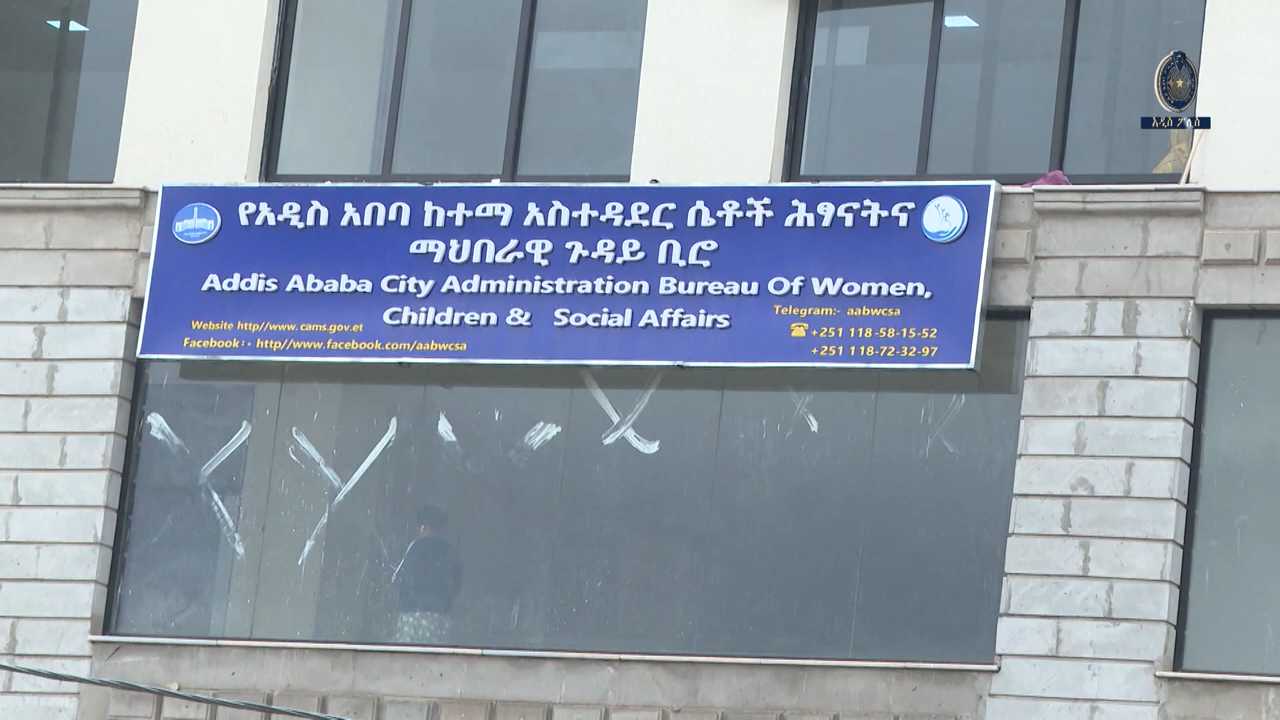 አዲስ ፖሊስ
የአዲስ አበባ ከተማ አስተዳደር ሴቶች ሕፃናትና
ማህበራዊ ጉዳይ ቢሮ
Addis Ababa City Administration Bureau Of Women,
Children & Social Affairs
Telegram:- aabwcsa
Website http//www. cams.gov.et
+251 118-58-15-52
Facebook:- http//www.facebook.com/aabwcsa
+251 118-72-32-97